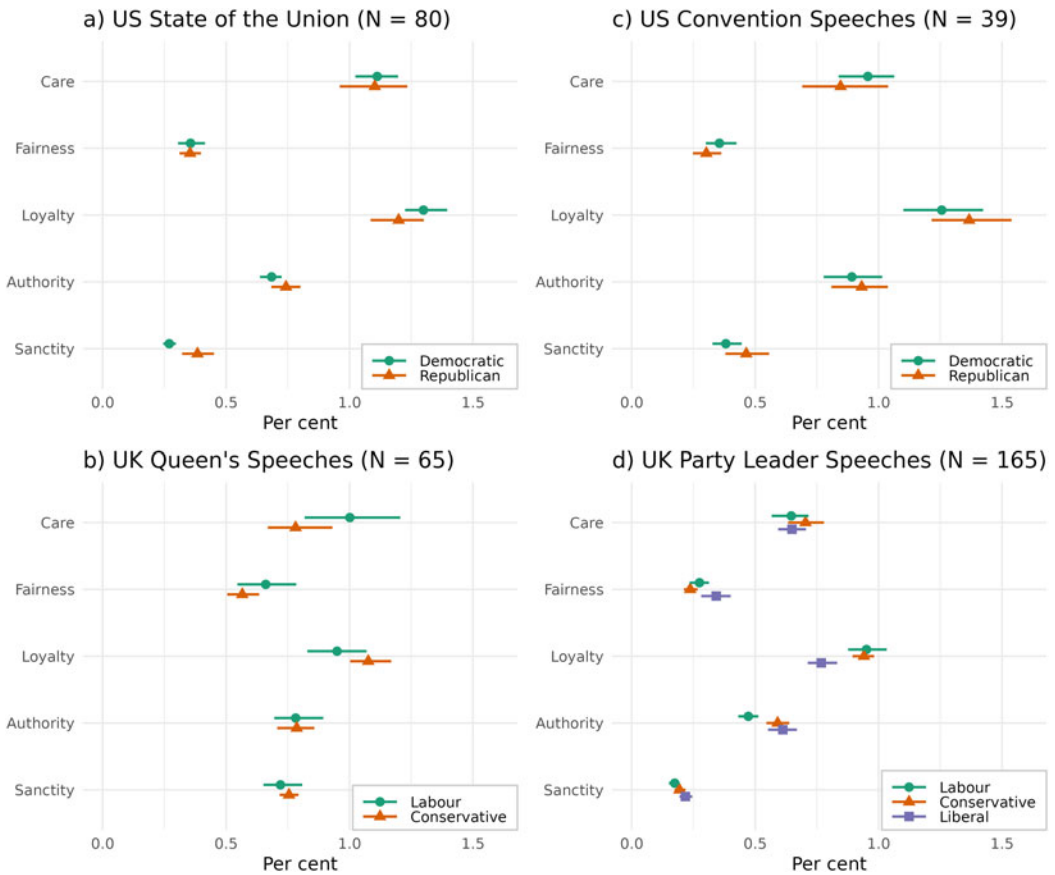 a) US State of the Union (N = 80)
Care
Fairness
Loyalty
Authority
Sanctity
Democratic
Republican
0.0 0.5 1.0 1.5
Per cent
c) US Convention Speeches (N = 39)
Care
Fairness
Loyalty
Authority
Sanctity
Democratic
Republican
0.0 0.5 1.0 1.5
Per cent
b) UK Queen's Speeches (N = 65)
Care
Fairness
Loyalty
Authority
Sanctity
Labour
Conservative
0.0 0.5 1.0 1.5
Per cent
d) UK Party Leader Speeches (N = 165)
Care
Fairness
Loyalty
Authority
Sanctity
Labour
Conservative
Liberal
0.0 0.5 1.0 1.5
Per cent